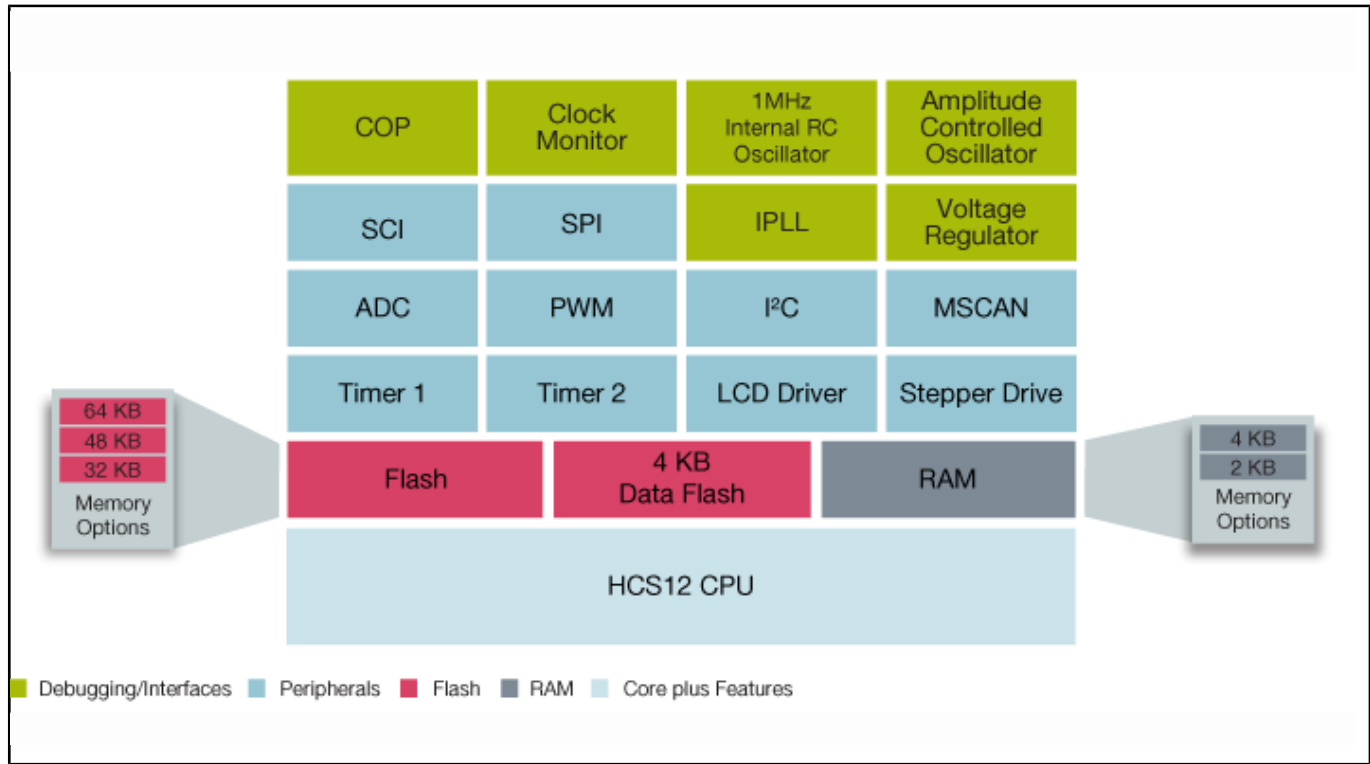 COP
Clock
Monitor
1MHz
Internal RC
Oscillator
Amplitude
Controlled
Oscillator
SCI
SPI
IPLL
Voltage
Regulator
ADC
PWM
I²C
MSCAN
Timer 1
Timer 2
LCD Driver
Stepper Drive
64 KB
48 KB
32 KB
Memory
Options
Flash
4 KB
Data Flash
RAM
4 KB
2 KB
Memory
Options
HCS12 CPU
Debugging/Interfaces
Peripherals
Flash
RAM
Core plus Features